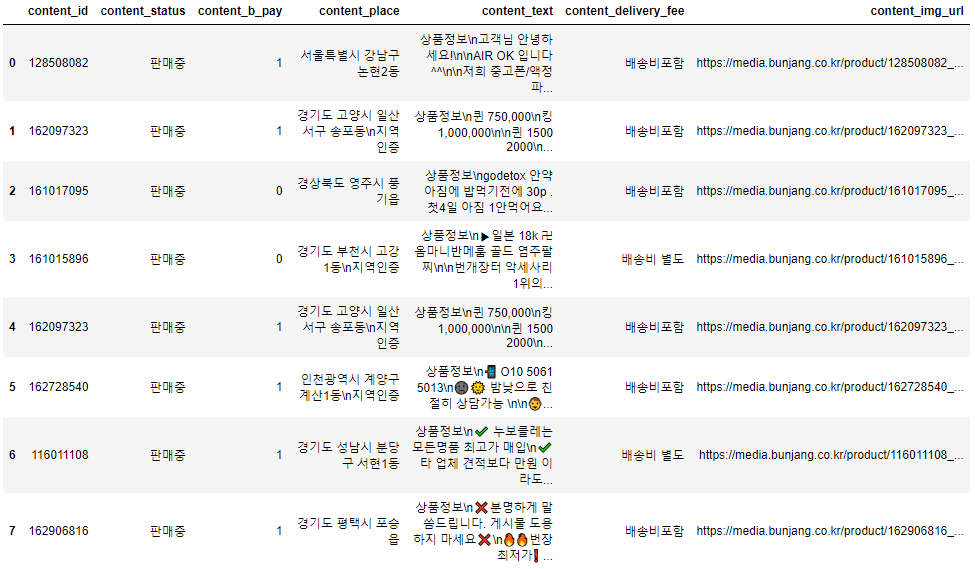 content_id content_status content_b_pay content_place content_text content_delivery_fee content_img_url
0 128508082 판매중 1 서울특별시 강남구 논현2동 상품정보\n고객님 안녕하세요!\n\nAIR OK 입니다^^\n\n저희 중고폰/액정파... 배송비포함 https://media.bunjang.co.kr/product/128508082_...
1 162097323 판매중 1 경기도 고양시 일산서구 송포동\n지역인증 상품정보\n퀸 750,000\n킹 1,000,000\n\n퀸 1500 2000\n... 배송비포함 https://media.bunjang.co.kr/product/162097323_...
2 161017095 판매중 0 경상북도 영주시 풍기읍 상품정보\ngodetox 안약 아침에 밥먹기전에 30p . 첫4일 아침 1안먹어요... 배송비포함 https://media.bunjang.co.kr/product/161017095_...
3 161015896 판매중 0 경기도 부천시 고강1동\n지역인증 상품정보\n▶일본 18k 卍 옴마니반메훔 골드 염주팔찌\n\n번개장터 악세사리 1위의... 배송비 별도 https://media.bunjang.co.kr/product/161015896_...
4 162097323 판매중 1 경기도 고양시 일산서구 송포동\n지역인증 상품정보\n퀸 750,000\n킹 1,000,000\n\n퀸 1500 2000\n... 배송비포함 https://media.bunjang.co.kr/product/162097323_...
5 162728540 판매중 1 인천광역시 계양구 계산1동\n지역인증 상품정보\n📱 O10 5061 5013\n🌚🌞 밤낮으로 친절히 상담가능 \n\n👨... 배송비포함 https://media.bunjang.co.kr/product/162728540_...
6 116011108 판매중 1 경기도 성남시 분당구 서현1동 상품정보\n✔ 누보플레는 모든명품 최고가 매입\n✔타 업체 견적보다 만원 이라도... 배송비 별도 https://media.bunjang.co.kr/product/116011108_...
7 162906816 판매중 1 경기도 평택시 포승읍 상품정보\n❌분명하게 말씀드립니다. 게시물 도용하지 마세요❌\n🔥🔥번장최저가❗... 배송비포함 https://media.bunjang.co.kr/product/162906816_...